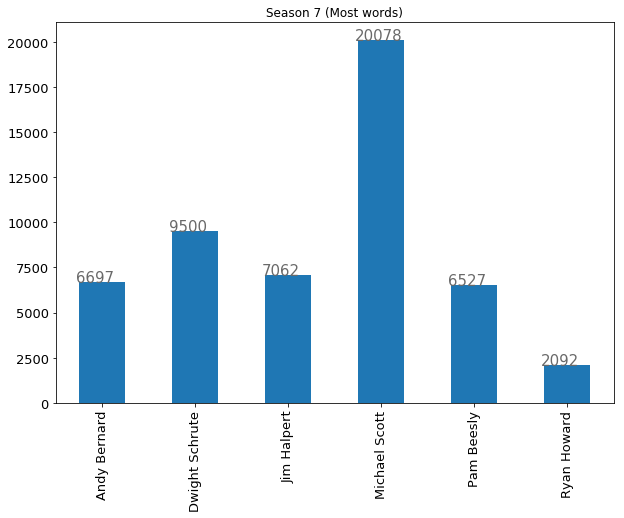 Season 7 (Most words)
20000
17500
15000
12500
10000
7500
5000
2500
0
6697
9500
7062
20078
6527
2092
Andy Bernard
Dwight Schrute
Jim Halpert
Michael Scott
Pam Beesly
Ryan Howard